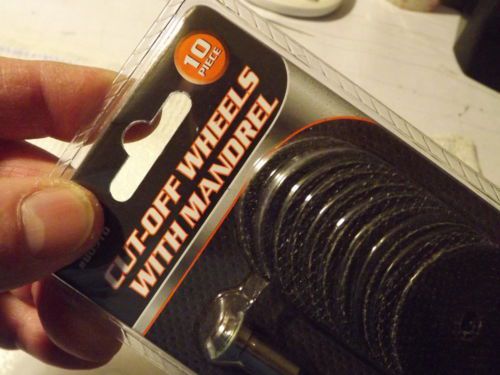 10
PIECE
CUT-OFF WHEELS
WITH MANDREL